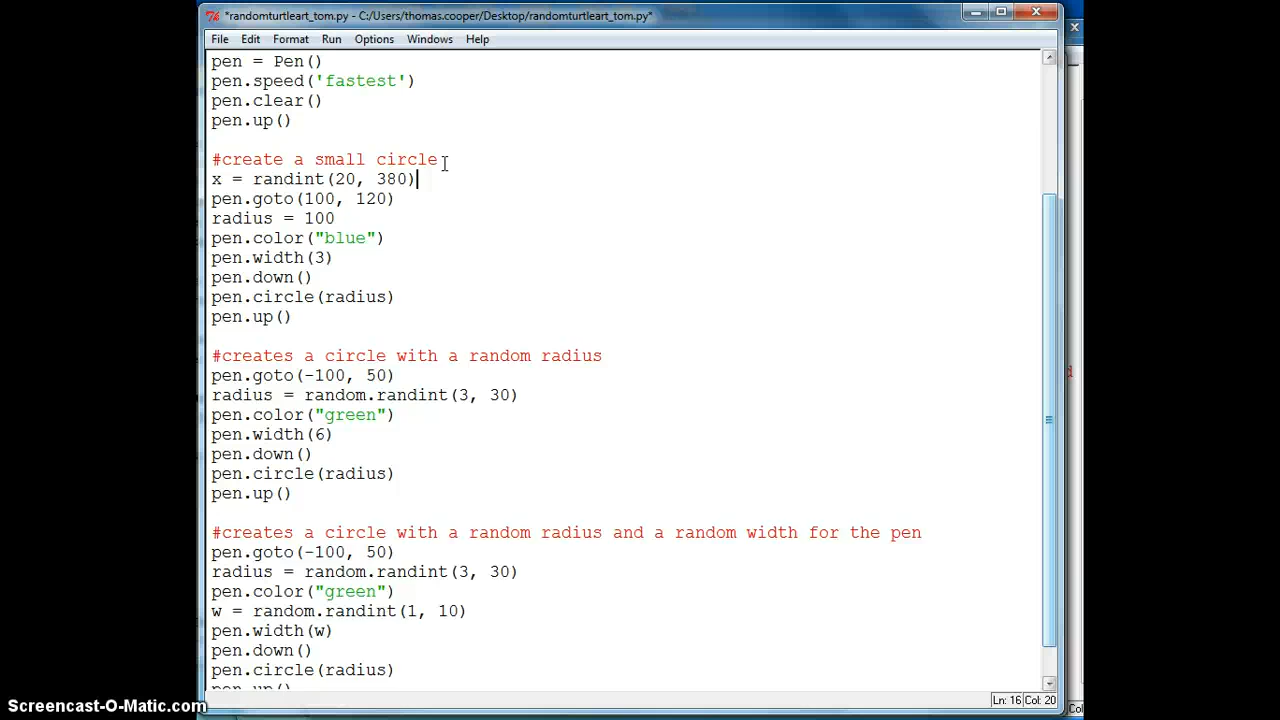 *randomturtleart_tom.py - C:/Users/thomas.cooper/Desktop/randomturtleart_tom.py*
File Edit Format Run Options Windows Help
pen = Pen()
pen.speed('fastest')
pen.clear()
pen.up()
#create a small circle
x = randint(20, 380)
pen.goto(100, 120)
radius = 100
pen.color("blue")
pen.width(3)
pen.down()
pen.circle(radius)
pen.up()
#creates a circle with a random radius
pen.goto(-100, 50)
radius = random.randint(3, 30)
pen.color("green")
pen.width(6)
pen.down()
pen.circle(radius)
pen.up()
#creates a circle with a random radius and a random width for the pen
pen.goto(-100, 50)
radius = random.randint(3, 30)
pen.color("green")
w = random.randint(1, 10)
pen.width(w)
pen.down()
pen.circle(radius)
pen.up()
Ln: 16 Col: 20
Col
Screencast-O-Matic.com